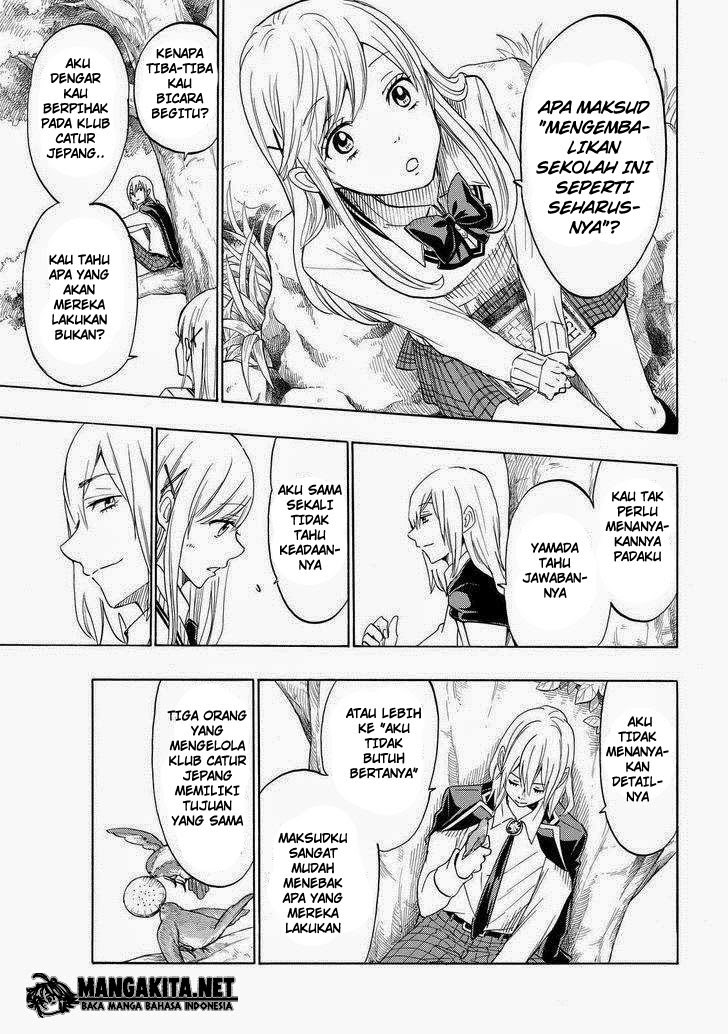 APA MAKSUD
"MENGEMBA-
LIKAN
SEKOLAH INI
SEPERTI
SEHARUS-
NYA"?
KENAPA
TIBA-TIBA
KAU
BICARA
BEGITU?
AKU
DENGAR
KAU
BERPIHAK
PADA KLUB
CATUR
JEPANG..
KAU TAHU
APA YANG
AKAN
MEREKA
LAKUKAN
BUKAN?
KAU TAK
PERLU
MENANYA-
KANNYA
PADAKU
YAMADA
TAHU
JAWABAN-
NYA
AKU SAMA
SEKALI
TIDAK
TAHU
KEADAAN-
NYA
AKU
TIDAK
MENANYA-
KAN
DETAIL-
NYA
ATAU LEBIH
KE "AKU
TIDAK
BUTUH
BERTANYA"
MAKSUDKU
SANGAT
MUDAH
MENEBAK
APA YANG
MEREKA
LAKUKAN
TIGA ORANG
YANG
MENGELOLA
KLUB CATUR
JEPANG
MEMILIKI
TUJUAN
YANG SAMA
MANGAKITA.NET
BACA MANGA BAHASA INDONESIA